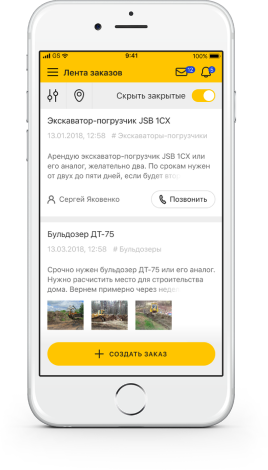 GS 9:41 100%
Лента заказов 12 5
Скрыть закрытые
Экскаватор-погрузчик JSB 1CX
13.01.2018, 12:58 # Экскаваторы-погрузчики
Арендую экскаватор-погрузчик JSB 1CX или
его аналог, желательно два. По срокам нужен
от двух до пяти дней, если будет
Сергей Яковенко Позвонить
Бульдозер ДТ-75
13.03.2018, 12:58 # Бульдозеры
Срочно нужен бульдозер ДТ-75 или его аналог.
Нужно расчистить место для строительства
дома. Вернем примерно через
+ СОЗДАТЬ ЗАКАЗ